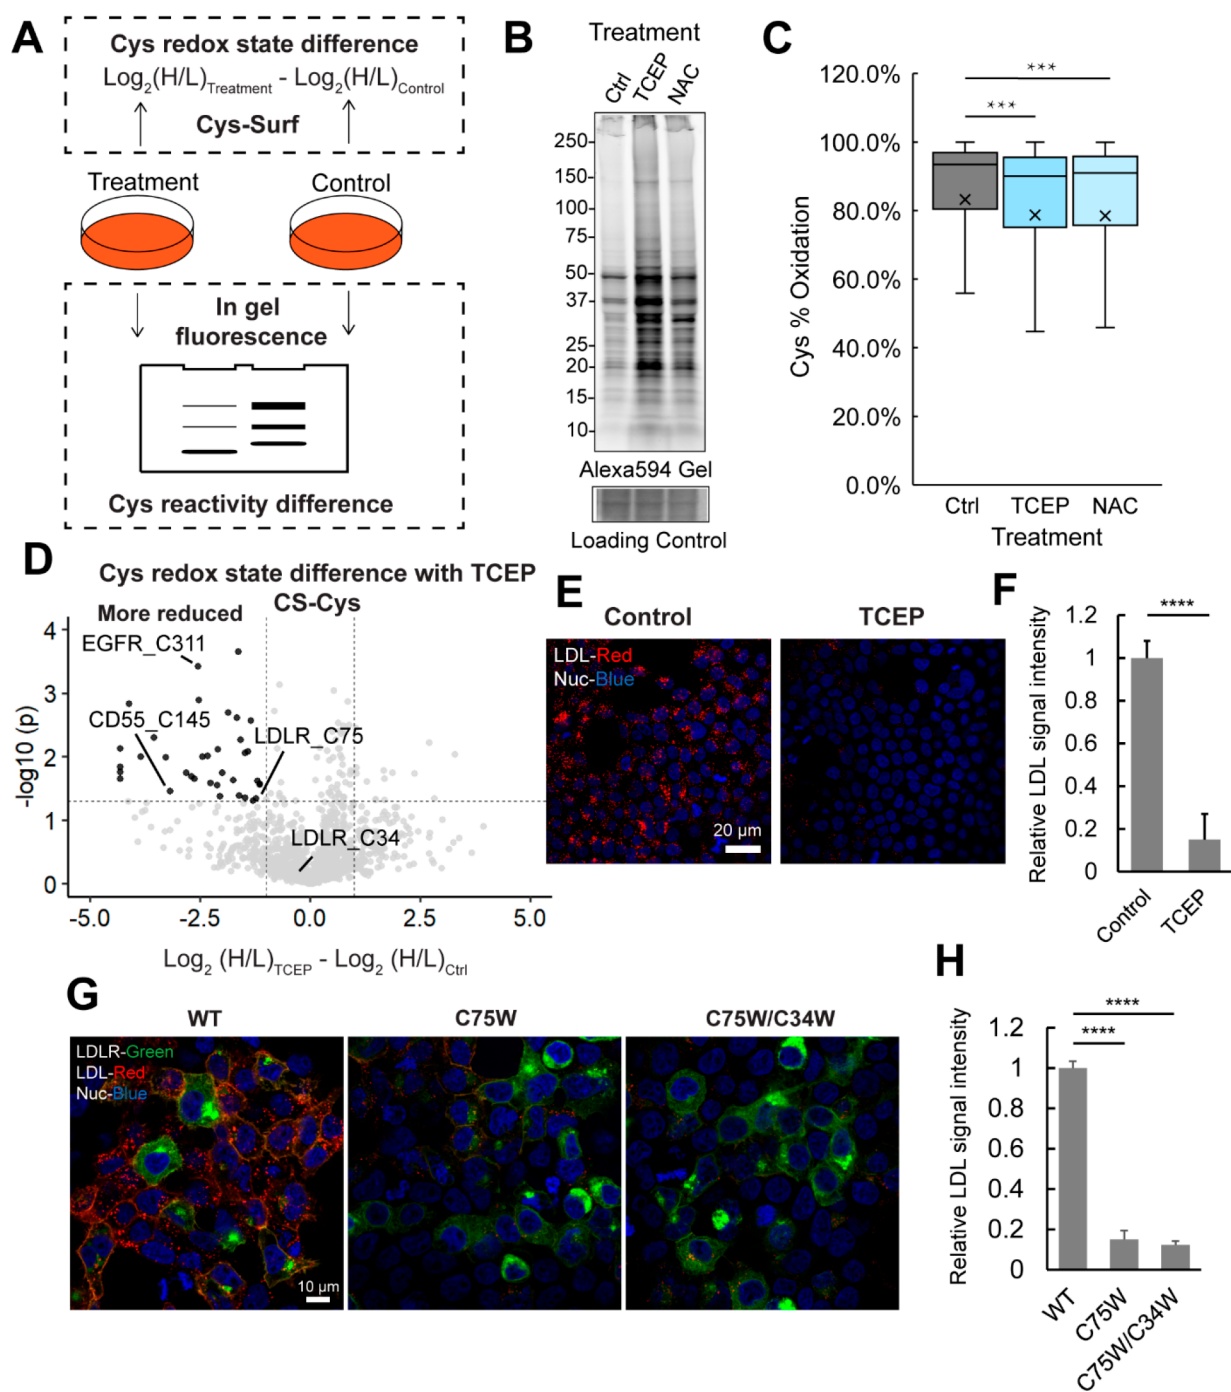 A
Cys redox state difference
Log2(H/L)Treatment - Log2(H/L)Control
Cys-Surf
Treatment
Control
In gel
fluorescence
Cys reactivity difference
B
Treatment
Ctrl
TCEP
NAC
250
150
100
75
50
37
25
20
15
10
Alexa594 Gel
Loading Control
C
Cys % Oxidation
120.0%
100.0%
80.0%
60.0%
40.0%
20.0%
0.0%
***
***
Ctrl
TCEP
NAC
Treatment
D
Cys redox state difference with TCEP
CS-Cys
More reduced
EGFR_C311
CD55_C145
LDLR_C75
LDLR_C34
-log10 (p)
4
3
2
1
0
-5.0
-2.5
0.0
2.5
5.0
Log2 (H/L)TCEP - Log2 (H/L)Ctrl
E
Control
TCEP
LDL-Red
Nuc-Blue
20 µm
F
Relative LDL signal intensity
1.2
1
0.8
0.6
0.4
0.2
0
****
Control
TCEP
G
WT
C75W
C75W/C34W
LDLR-Green
LDL-Red
Nuc-Blue
10 µm
H
Relative LDL signal intensity
1.2
1
0.8
0.6
0.4
0.2
0
****
****
WT
C75W
C75W/C34W